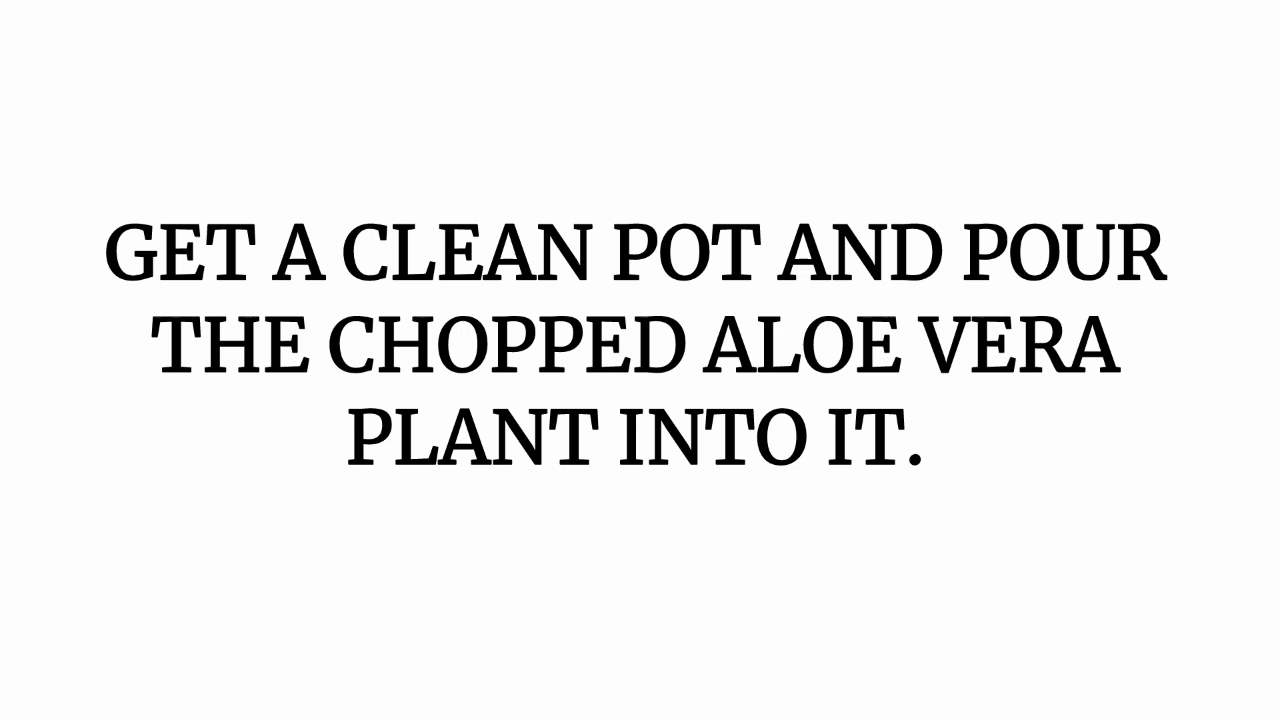 GET A CLEAN POT AND POUR
THE CHOPPED ALOE VERA
PLANT INTO IT.